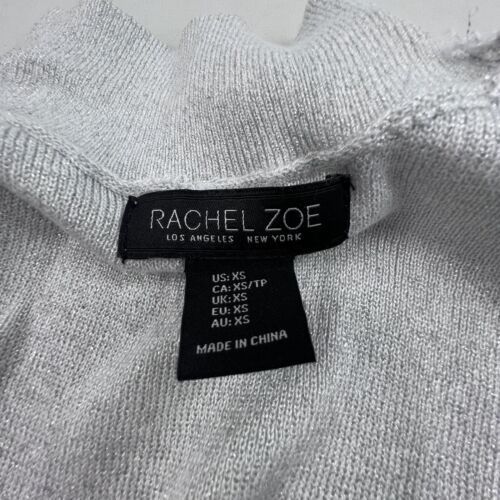 RACHEL ZOE
LOS ANGELES NEW YORK
US: XS
CA: XS/TP
UK: XS
EU: XS
AU: XS
MADE IN CHINA